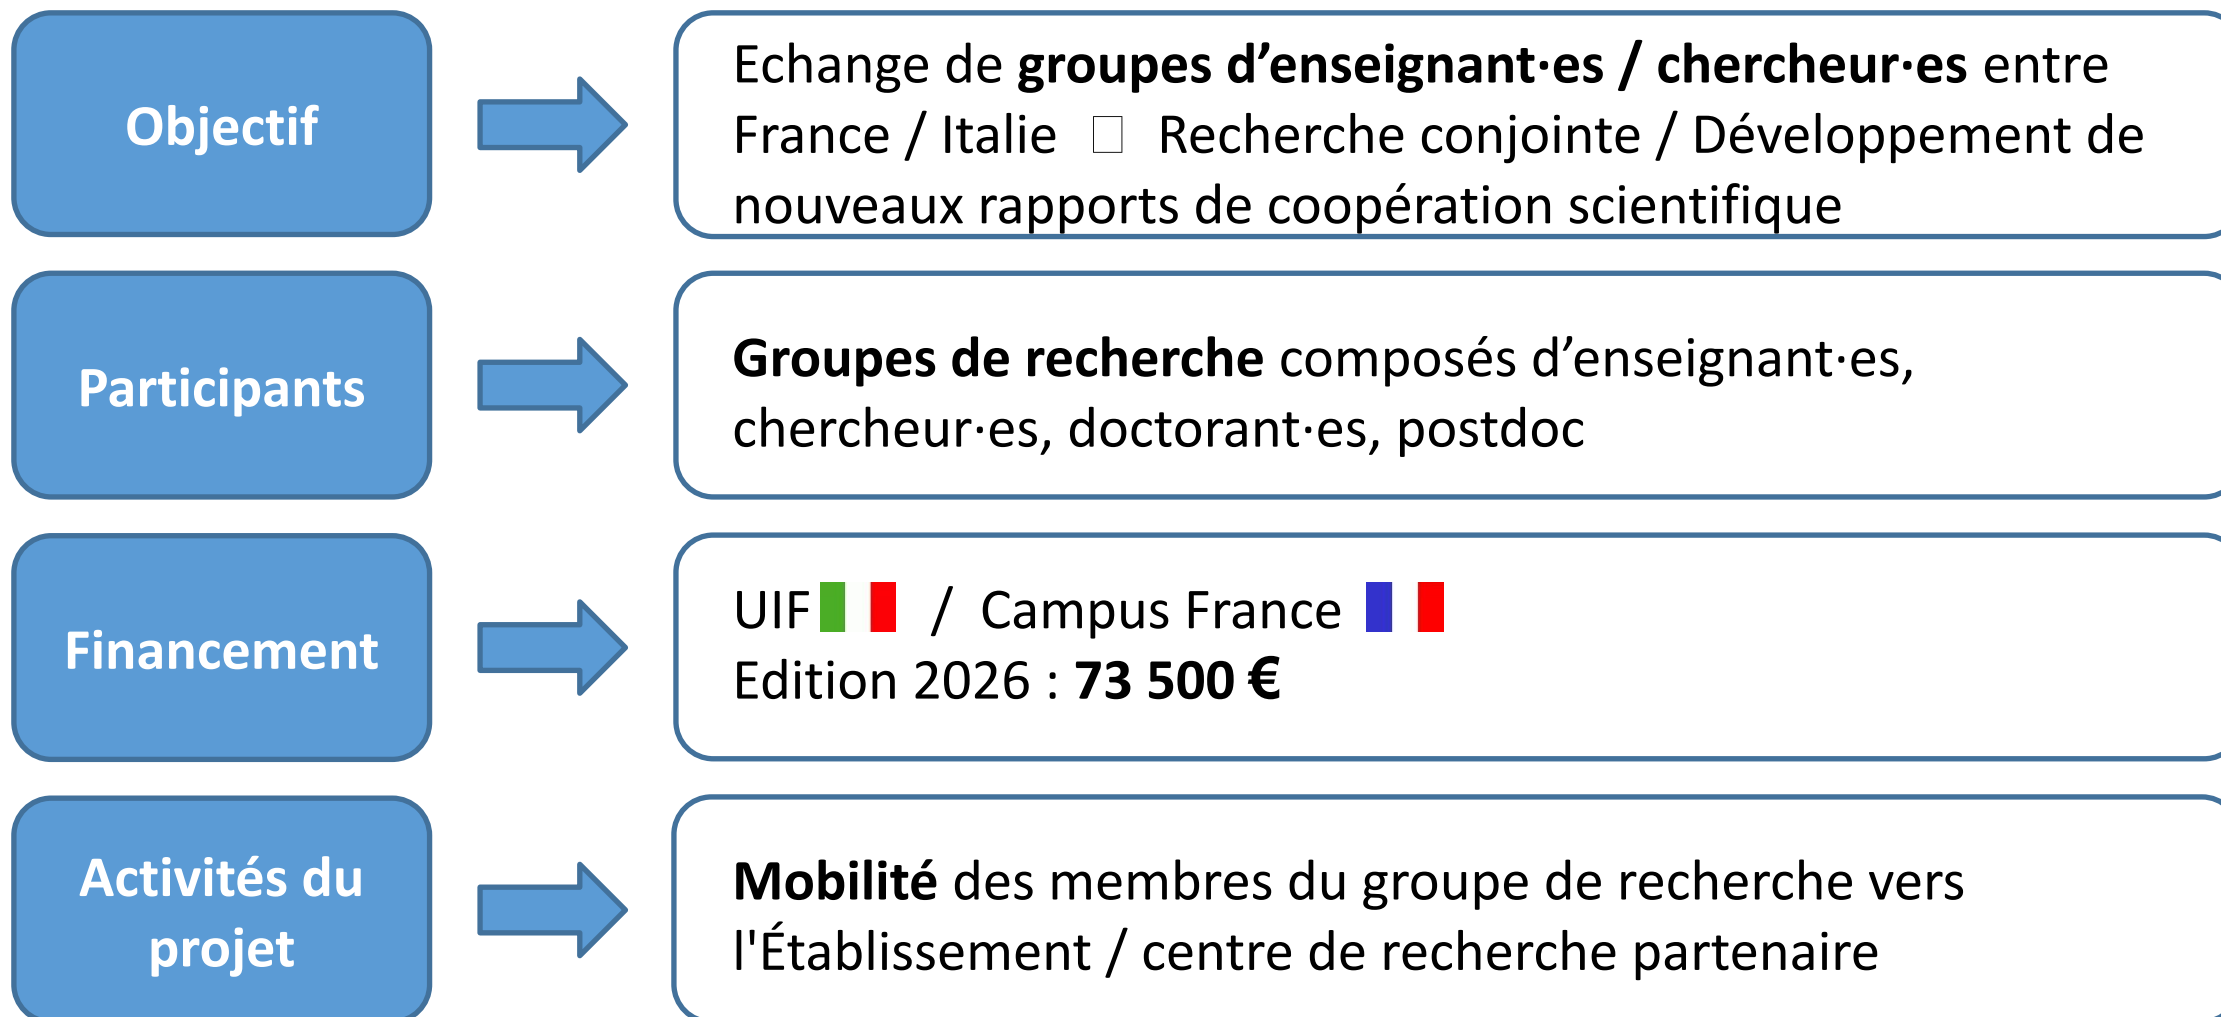 Objectif
Echange de groupes d’enseignant·es / chercheur·es entre
France / Italie □ Recherche conjointe / Développement de
nouveaux rapports de coopération scientifique
Participants
Groupes de recherche composés d’enseignant·es,
chercheur·es, doctorant·es, postdoc
Financement
UIF / Campus France
Edition 2026 : 73 500 €
Activités du
projet
Mobilité des membres du groupe de recherche vers
l'Établissement / centre de recherche partenaire